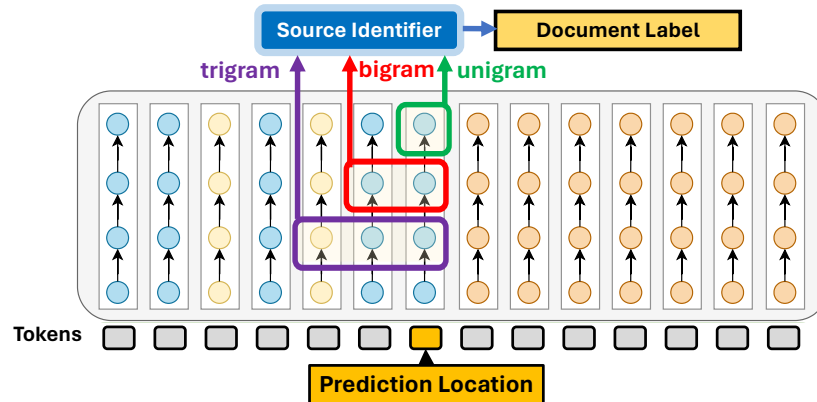 Source Identifier
Document Label
trigram
bigram
unigram
Tokens
Prediction Location